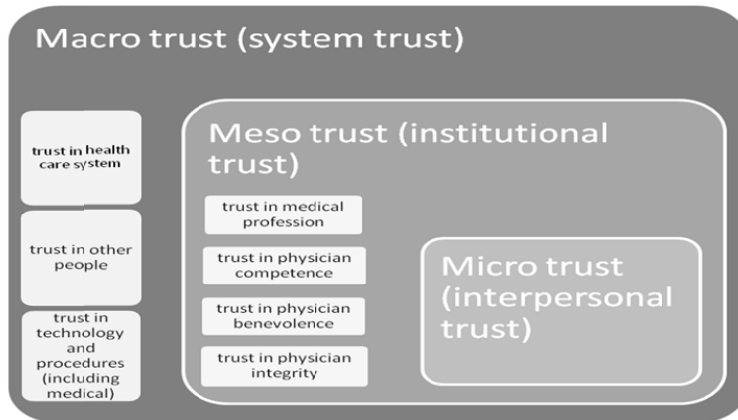 Macro trust (system trust)
trust in health
care system
trust in other
people
trust in
technology
and
procedures
(including
medical)
Meso trust (institutional
trust)
trust in medical
profession
trust in physician
competence
trust in physician
benevolence
trust in physician
integrity
Micro trust
(interpersonal
trust)